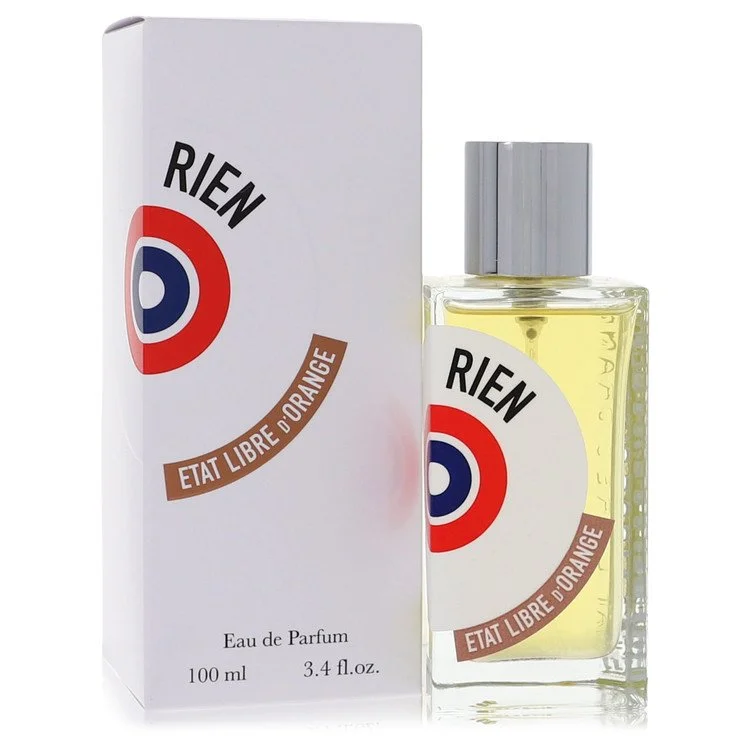 RIEN
ETAT LIBRE D'ORANGE
Eau de Parfum
100 ml 3.4 fl.oz.
RIEN
ETAT LIBRE D'ORANGE